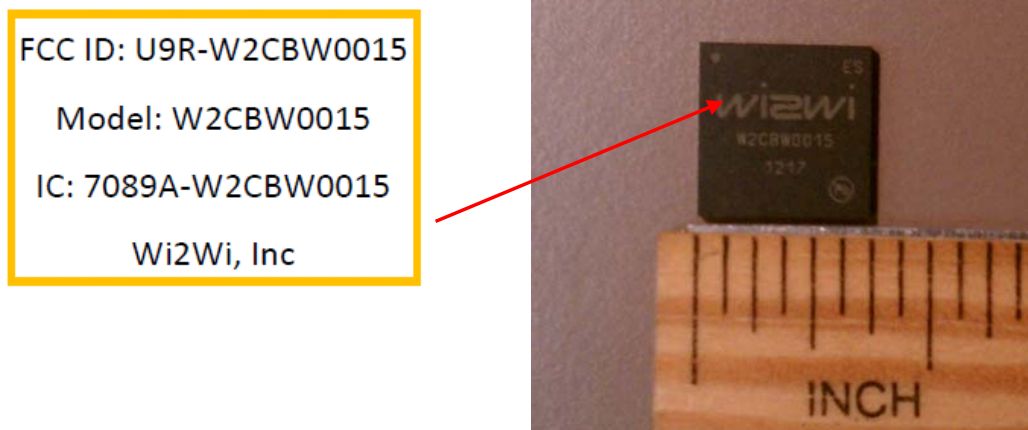 FCC ID: U9R-W2CBW0015
Model: W2CBW0015
IC: 7089A-W2CBW0015
Wi2Wi, Inc
ES
wi2wi
W2CBW0015
1217
INCH